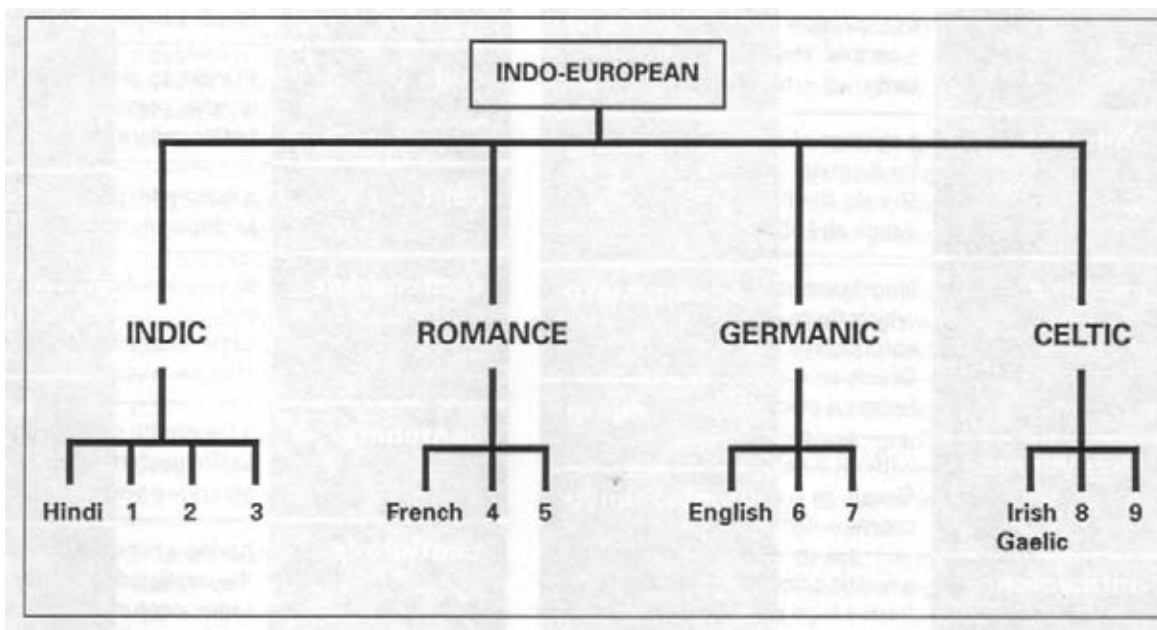 INDO-EUROPEAN
INDIC ROMANCE GERMANIC CELTIC
Hindi 1 2 3 French 4 5 English 6 7 Irish 8 9
Gaelic